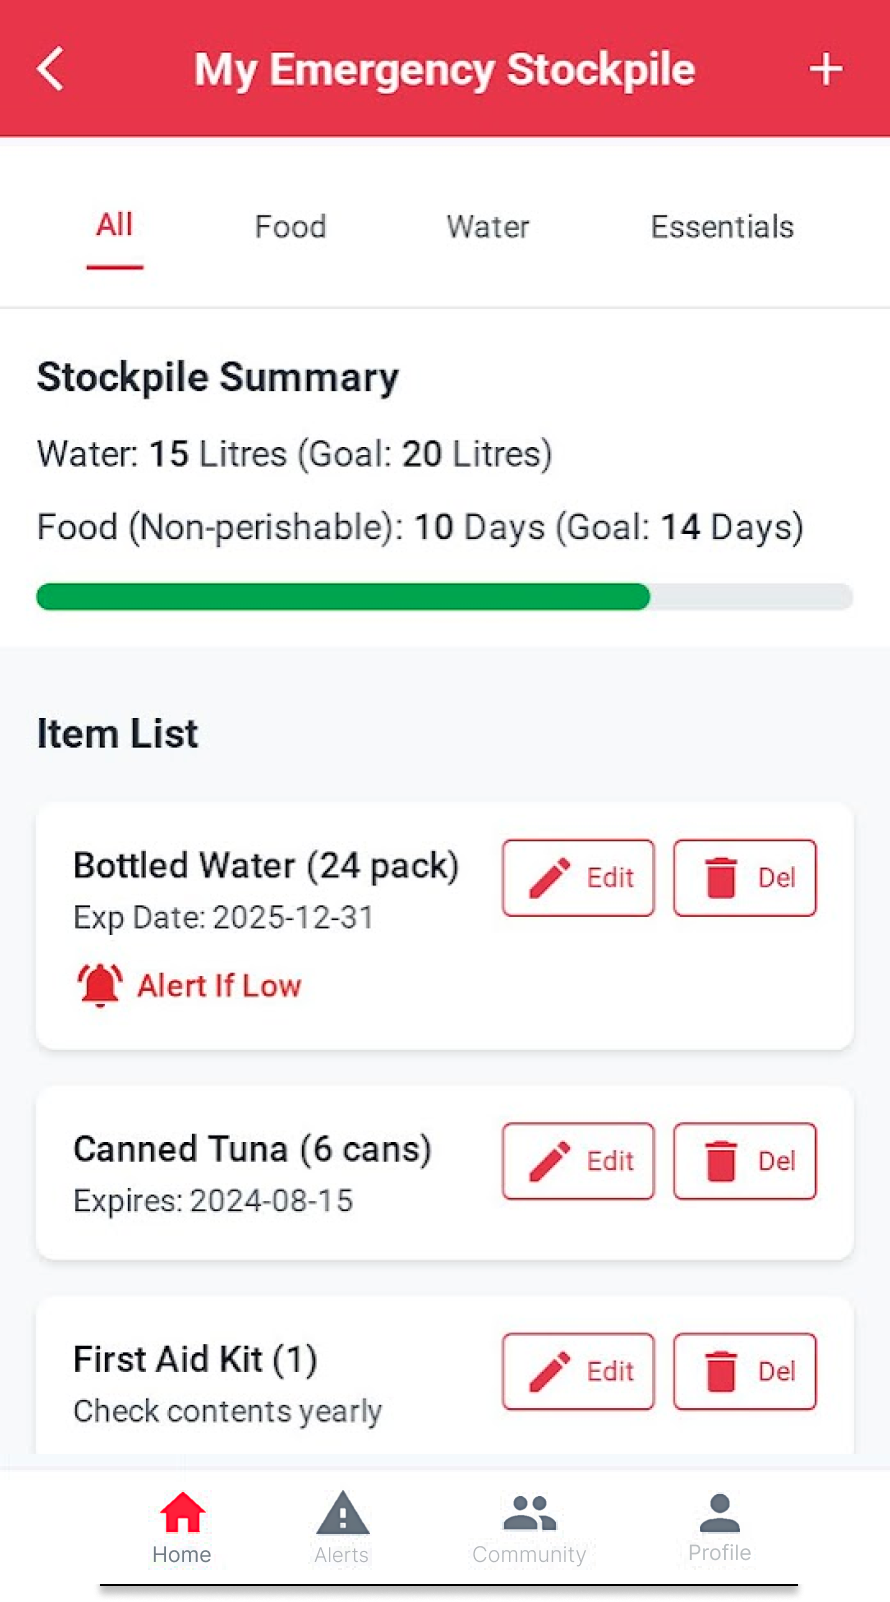 My Emergency Stockpile
All Food Water Essentials
Stockpile Summary
Water: 15 Litres (Goal: 20 Litres)
Food (Non-perishable): 10 Days (Goal: 14 Days)
Item List
Bottled Water (24 pack)
Edit Del
Exp Date: 2025-12-31
Alert If Low
Canned Tuna (6 cans)
Edit Del
Expires: 2024-08-15
First Aid Kit (1)
Edit Del
Check contents yearly
Home Alerts Community Profile